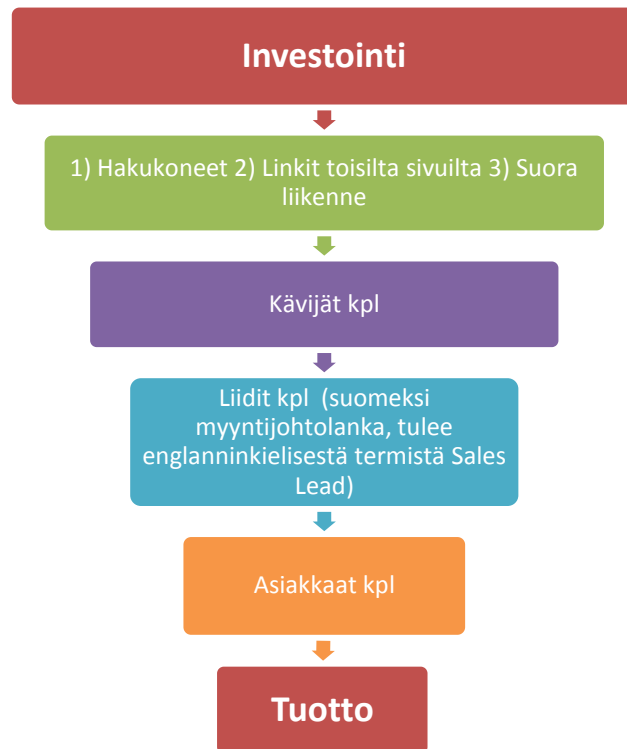 Investointi
1) Hakukoneet 2) Linkit toisilta sivuilta 3) Suora
liikenne
Kävijät kpl
Liidit kpl (suomeksi
myyntijohtolanka, tulee
englanninkielisestä termistä Sales
Lead)
Asiakkaat kpl
Tuotto